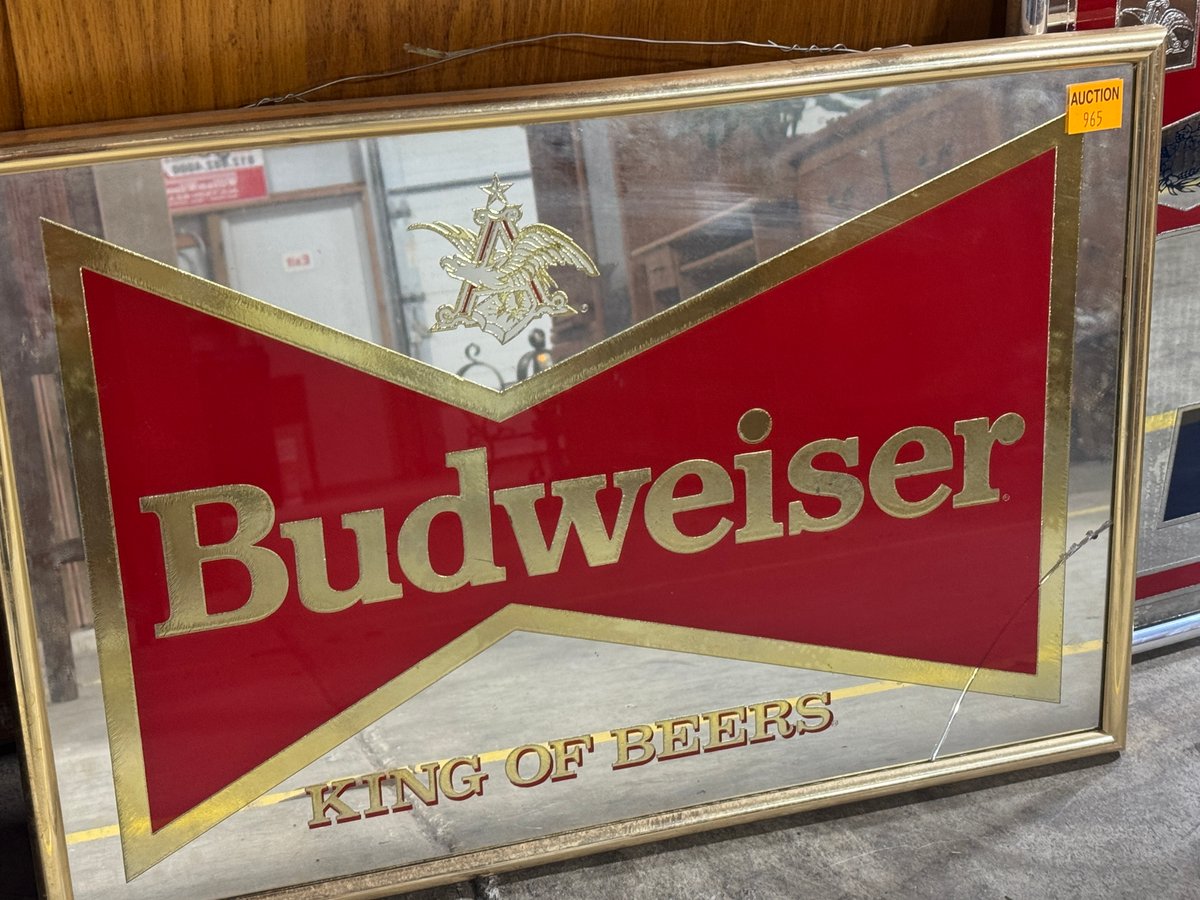 AUCTION
965
Budweiser
KING OF BEERS